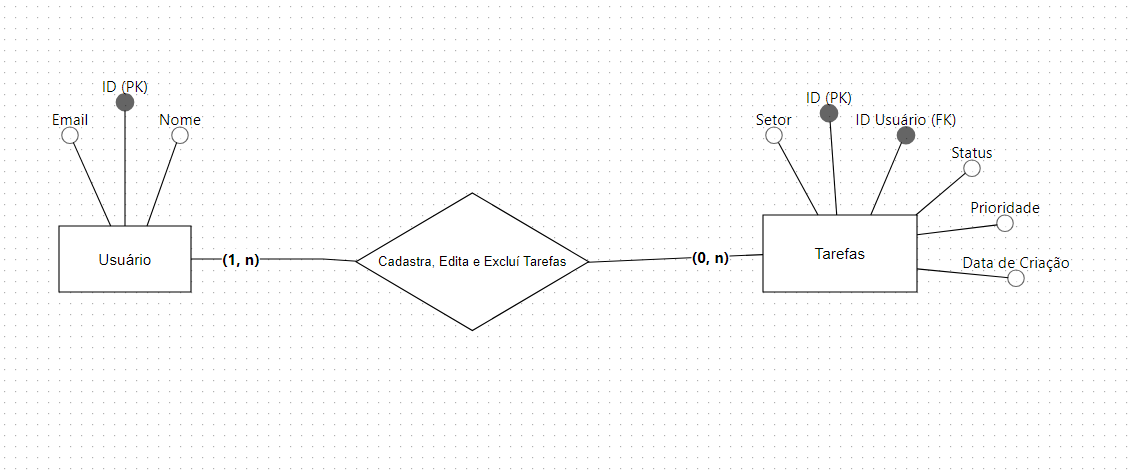 ID (PK)
Email
Nome
Usuário
(1, n)
Cadastra, Edita e Excluí Tarefas
(0, n)
ID (PK)
Setor
ID Usuário (FK)
Status
Prioridade
Tarefas
Data de Criação